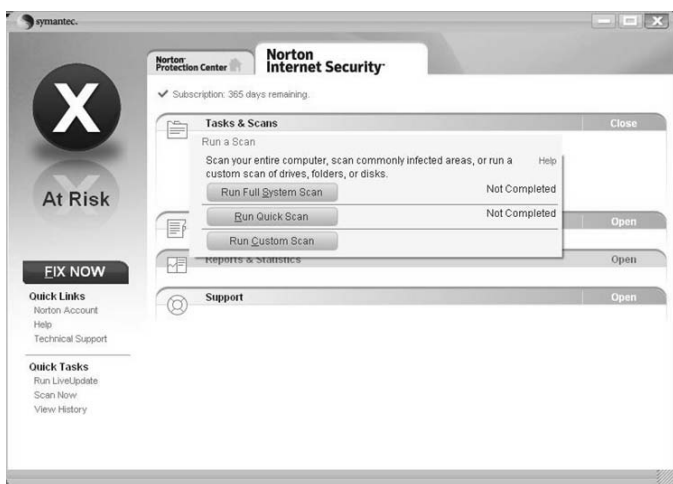 symantec.
Norton
Protection Center
Norton
Internet Security
Subscription: 365 days remaining.
X
At Risk
FIX NOW
Quick Links
Norton Account
Help
Technical Support
Quick Tasks
Run LiveUpdate
Scan Now
View History
Tasks & Scans Close
Run a Scan
Scan your entire computer, scan commonly infected areas, or run a Help
custom scan of drives, folders, or disks.
Run Full System Scan Not Completed
Run Quick Scan Not Completed
Run Custom Scan
Open
Reports & Statistics Open
Support Open